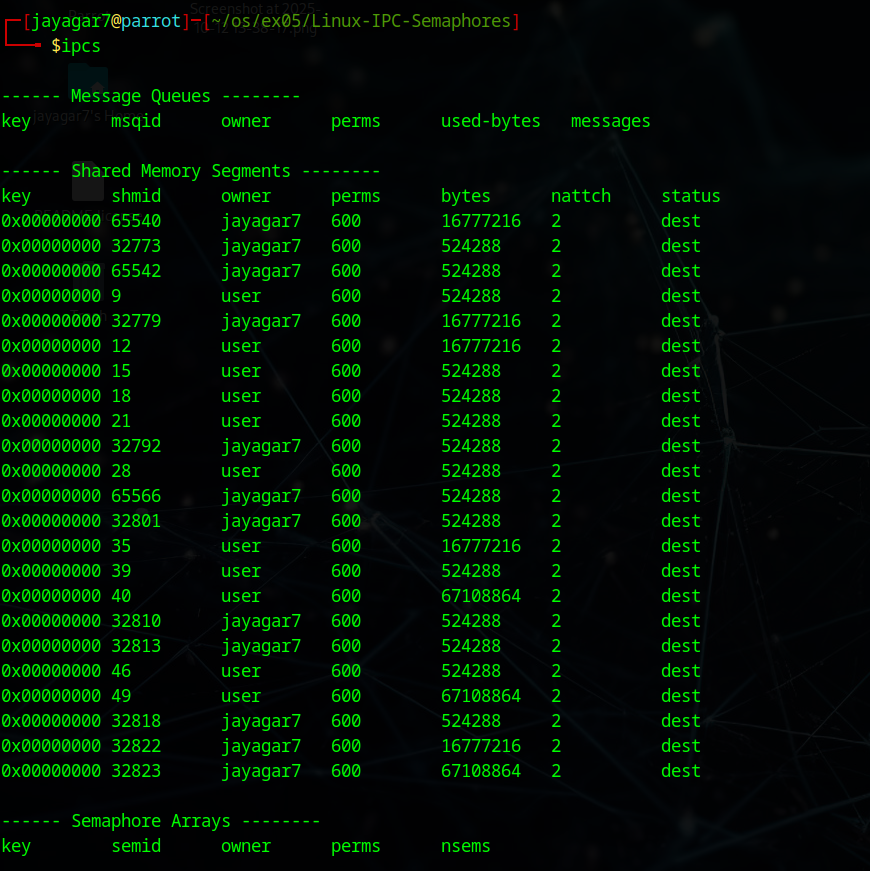 ┌─[jayagar7@parrot]─[~/os/ex05/Linux-IPC-Semaphores]
└──╼ $ipcs

------ Message Queues --------
key        msqid      owner      perms      used-bytes   messages

------ Shared Memory Segments --------
key        shmid      owner      perms      bytes      nattch     status
0x00000000 65540      jayagar7   600        16777216   2          dest
0x00000000 32773      jayagar7   600        524288     2          dest
0x00000000 65542      jayagar7   600        524288     2          dest
0x00000000 9          user       600        524288     2          dest
0x00000000 32779      jayagar7   600        16777216   2          dest
0x00000000 12         user       600        16777216   2          dest
0x00000000 15         user       600        524288     2          dest
0x00000000 18         user       600        524288     2          dest
0x00000000 21         user       600        524288     2          dest
0x00000000 32792      jayagar7   600        524288     2          dest
0x00000000 28         user       600        524288     2          dest
0x00000000 65566      jayagar7   600        524288     2          dest
0x00000000 32801      jayagar7   600        524288     2          dest
0x00000000 35         user       600        16777216   2          dest
0x00000000 39         user       600        524288     2          dest
0x00000000 40         user       600        67108864   2          dest
0x00000000 32810      jayagar7   600        524288     2          dest
0x00000000 32813      jayagar7   600        524288     2          dest
0x00000000 46         user       600        524288     2          dest
0x00000000 49         user       600        67108864   2          dest
0x00000000 32818      jayagar7   600        524288     2          dest
0x00000000 32822      jayagar7   600        16777216   2          dest
0x00000000 32823      jayagar7   600        67108864   2          dest

------ Semaphore Arrays --------
key        semid      owner      perms      nsems